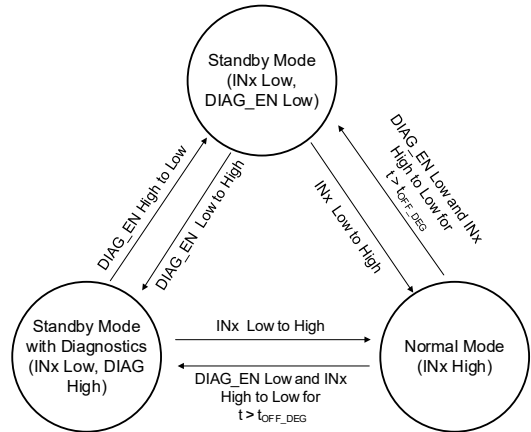 Standby Mode
(INx Low,
DIAG_EN Low)
DIAG_EN High to Low
DIAG_EN Low to High
INx Low to High
DIAG_EN Low and INx
High to Low for
t > tOFF_DEG
Standby Mode
with Diagnostics
(INx Low, DIAG
High)
INx Low to High
DIAG_EN Low and INx
High to Low for
t > tOFF_DEG
Normal Mode
(INx High)